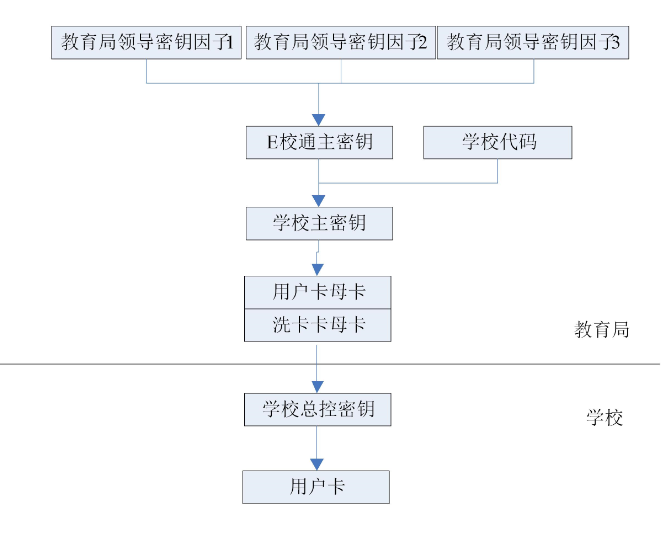 教育局领导密钥因子1
教育局领导密钥因子2
教育局领导密钥因子3
E校通主密钥
学校代码
学校主密钥
用户卡母卡
洗卡卡母卡
教育局
学校总控密钥
学校
用户卡